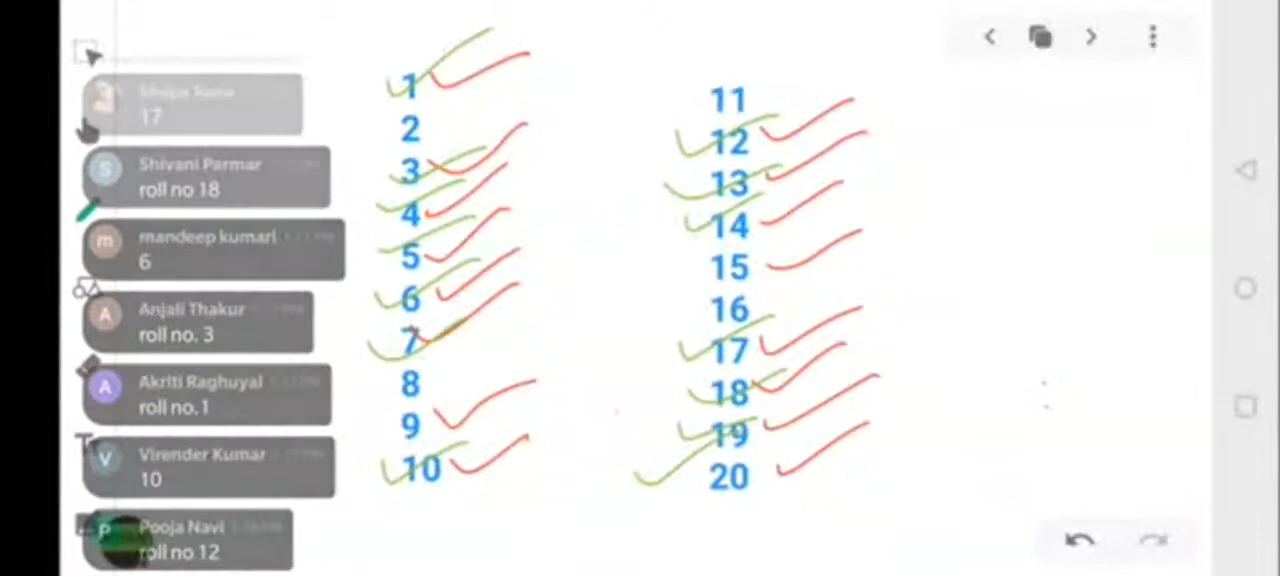 17
Shivani Parmar
roll no 18
mandeep kumari
6
Anjali Thakur
roll no. 3
Akriti Raghuyal
roll no.1
Virender Kumar
10
Pooja Navi
roll no 12
1
2
3
4
5
6
7
8
9
10
11
12
13
14
15
16
17
18
19
20